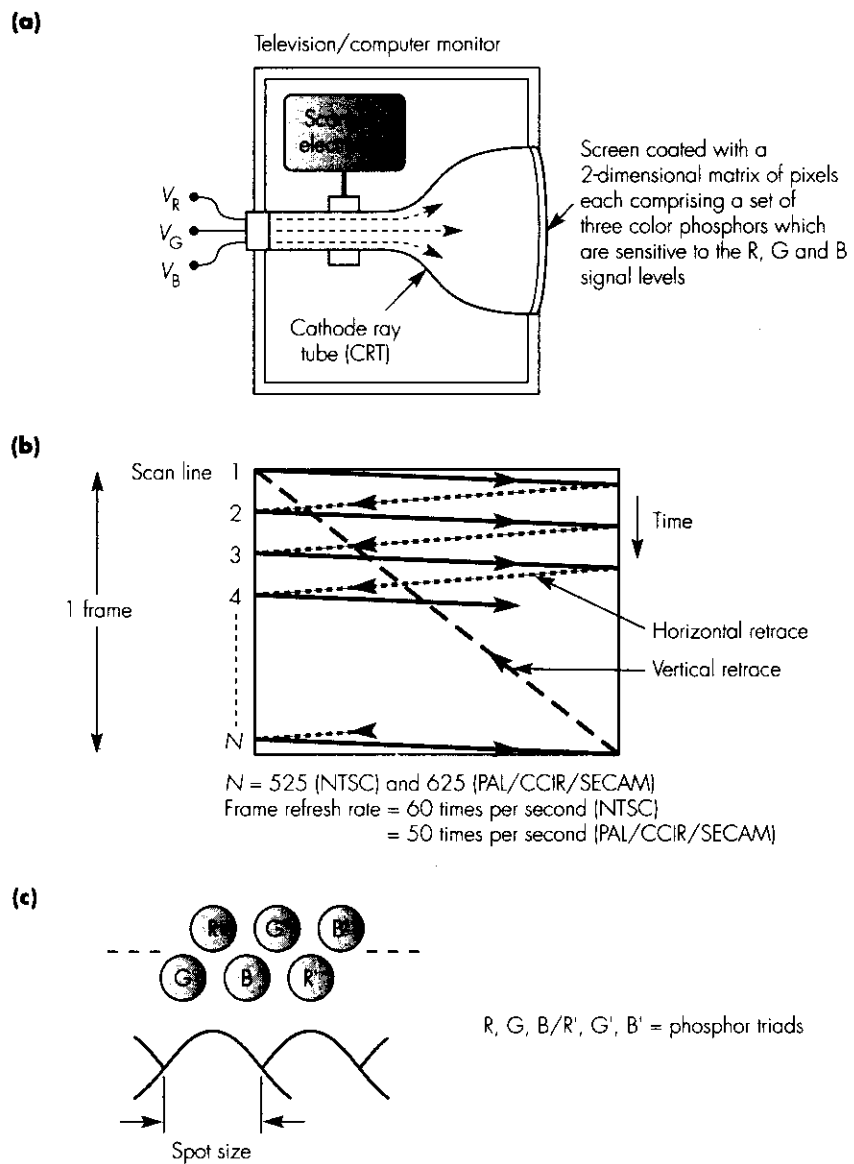 (a)
Television/computer monitor
V_R
V_G
V_B
Screen coated with a
2-dimensional matrix of pixels
each comprising a set of
three color phosphors which
are sensitive to the R, G and B
signal levels
Cathode ray
tube (CRT)
(b)
Scan line 1
2
3
4
N
1 frame
Time
Horizontal retrace
Vertical retrace
N = 525 (NTSC) and 625 (PAL/CCIR/SECAM)
Frame refresh rate = 60 times per second (NTSC)
= 50 times per second (PAL/CCIR/SECAM)
(c)
R G' B'
G B R'
R, G, B/R', G', B' = phosphor triads
Spot size